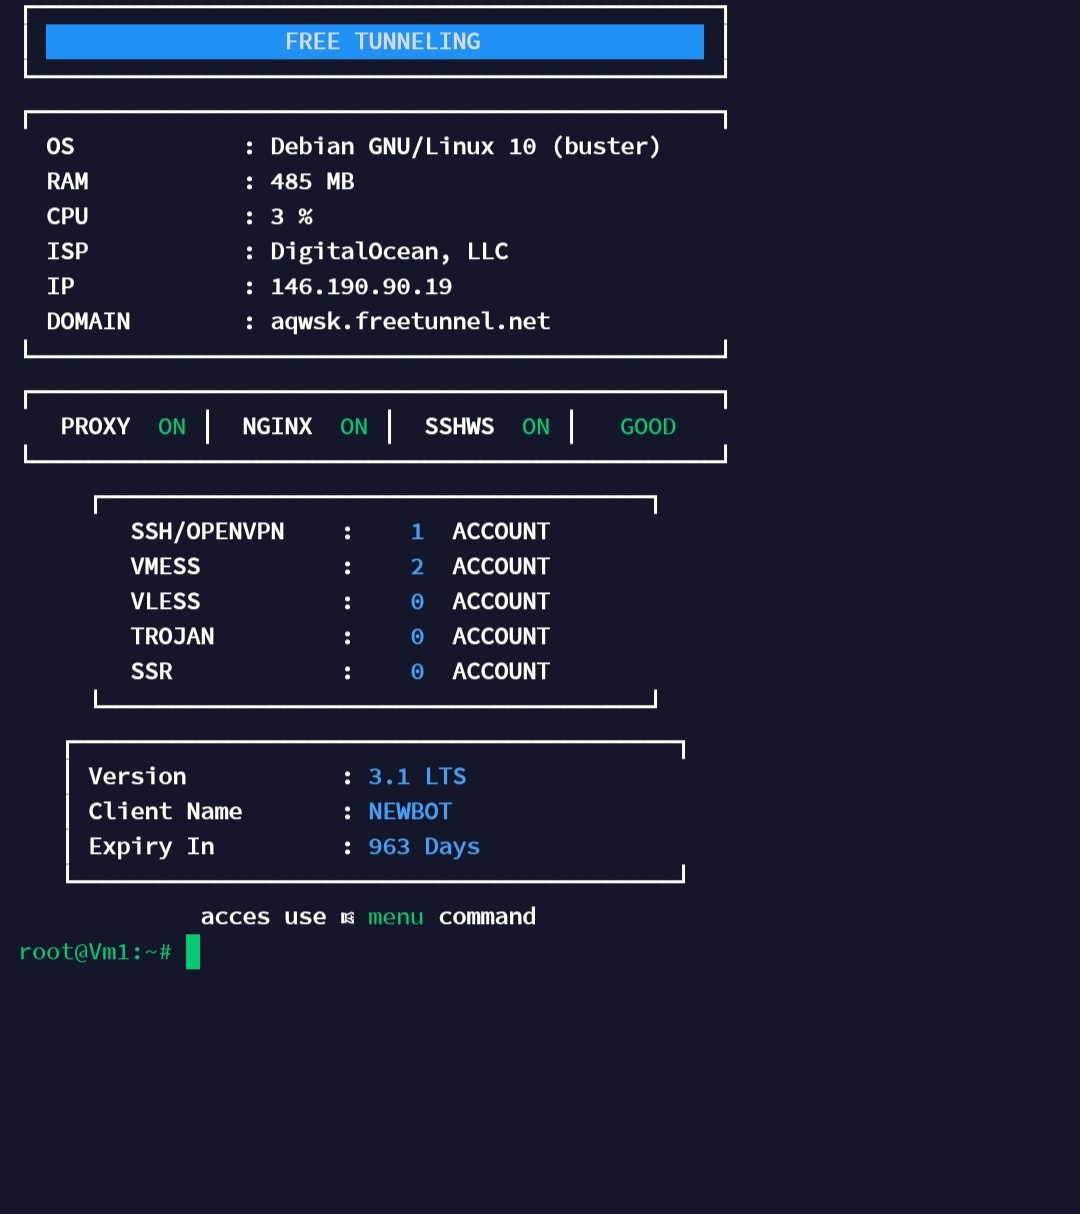 FREE TUNNELING
OS : Debian GNU/Linux 10 (buster)
RAM : 485 MB
CPU : 3 %
ISP : DigitalOcean, LLC
IP : 146.190.90.19
DOMAIN : aqwsk.freetunnel.net
PROXY ON │ NGINX ON │ SSHWS ON │ GOOD
SSH/OPENVPN : 1 ACCOUNT
VMESS : 2 ACCOUNT
VLESS : 0 ACCOUNT
TROJAN : 0 ACCOUNT
SSR : 0 ACCOUNT
Version : 3.1 LTS
Client Name : NEWBOT
Expiry In : 963 Days
acces use menu command
root@Vm1:~#